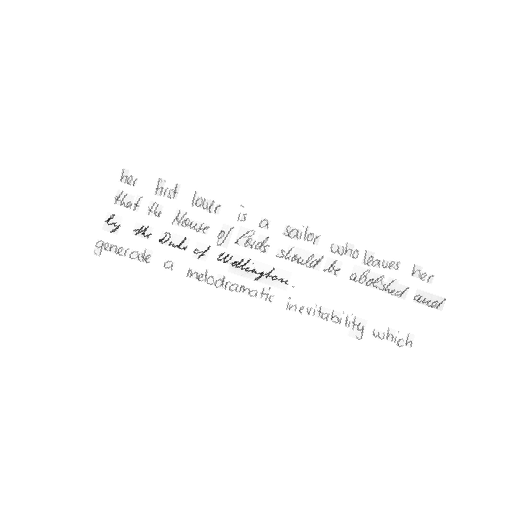 her first lover is a sailor who leaves her
that the House of Lords should be abolished and
by the Duke of Wellington.
generate a melodramatic inevitability which